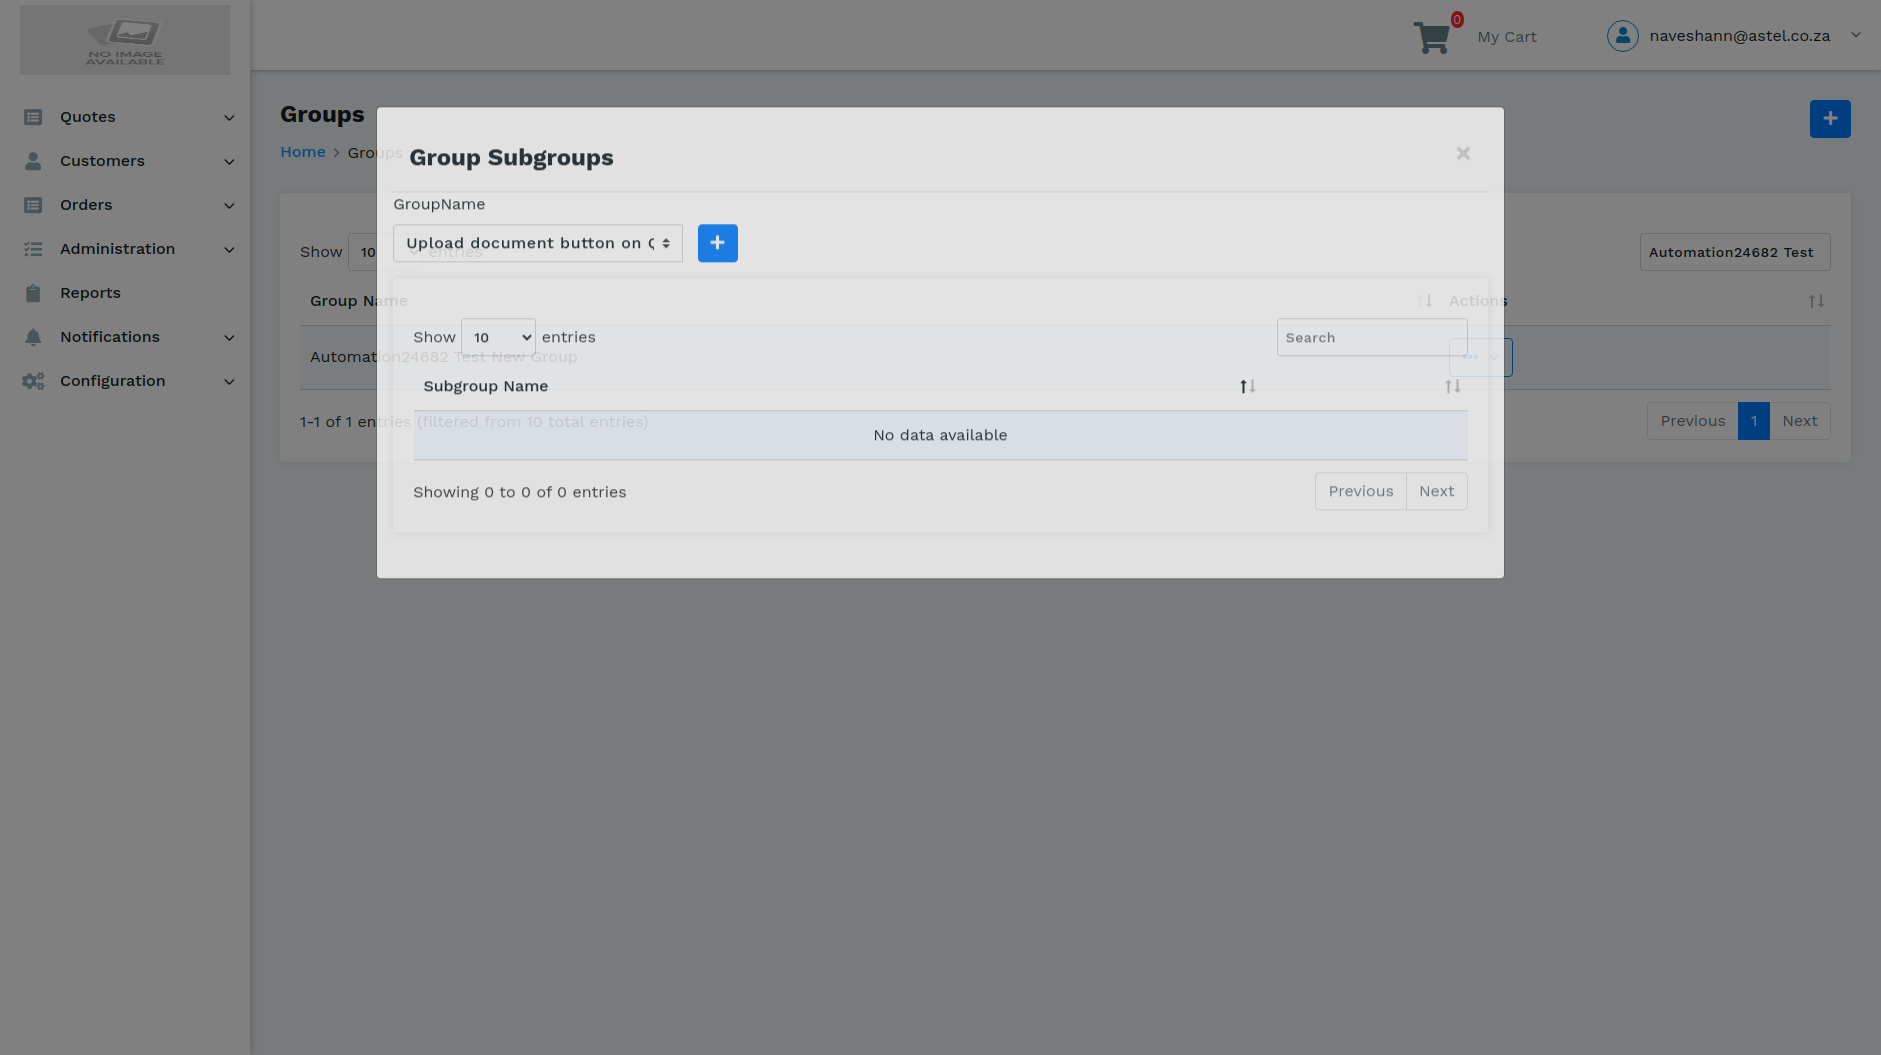 NO IMAGE
AVAILABLE
0
My Cart
naveshann@astel.co.za
Quotes
Customers
Orders
Administration
Reports
Notifications
Configuration
Groups
Home > Groups
Show 10 entries
Automation24682 Test
Group Name
Actions
Automation24682 Test New Group
1-1 of 1 entries (filtered from 10 total entries)
Previous 1 Next
Group Subgroups
×
GroupName
Upload document button on
Show 10 entries
Search
Subgroup Name
No data available
Showing 0 to 0 of 0 entries
Previous Next